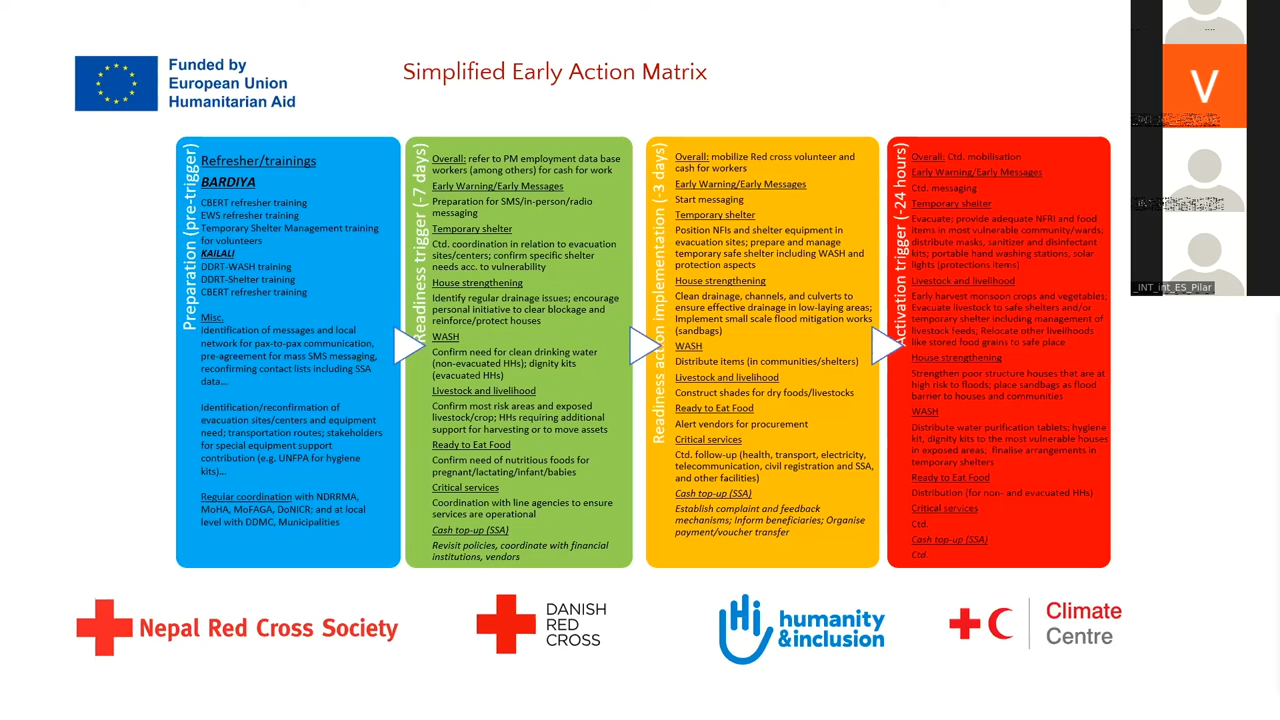 Funded by
European Union
Humanitarian Aid
Simplified Early Action Matrix
Preparation (pre-trigger)
Refresher/trainings
BARDIYA
CBERT refresher training
EWS refresher training
Temporary Shelter Management training
for volunteers
KAILALI
DDRT-WASH training
DDRT-Shelter training
CBERT refresher training
Misc.
Identification of messages and local
network for pax-to-pax communication,
pre-agreement for mass SMS messaging,
reconfirming contact lists including SSA
data...
Identification/reconfirmation of
evacuation sites/centers and equipment
need; transportation routes; stakeholders
for special equipment support
contribution (e.g. UNFPA for hygiene
kits)...
Regular coordination with NDRRMA,
MoHA, MoFAGA, DoNICR; and at local
level with DDMC, Municipalities
Readiness trigger (-7 days)
Overall: refer to PM employment data base
workers (among others) for cash for work
Early Warning/Early Messages
Preparation for SMS/in-person/radio
messaging
Temporary shelter
Ctd. coordination in relation to evacuation
sites/centers; confirm specific shelter
needs acc. to vulnerability
House strengthening
Identify regular drainage issues; encourage
personal initiative to clear blockage and
reinforce/protect houses
WASH
Confirm need for clean drinking water
(non-evacuated HHs); dignity kits
(evacuated HHs)
Livestock and livelihood
Confirm most risk areas and exposed
livestock/crop; HHs requiring additional
support for harvesting or to move assets
Ready to Eat Food
Confirm need of nutritious foods for
pregnant/lactating/infant/babies
Critical services
Coordination with line agencies to ensure
services are operational
Cash top-up (SSA)
Revisit policies, coordinate with financial
institutions, vendors
Readiness action implementation (-3 days)
Overall: mobilize Red cross volunteer and
cash for workers
Early Warning/Early Messages
Start messaging
Temporary shelter
Position NFIs and shelter equipment in
evacuation sites; prepare and manage
temporary safe shelter including WASH and
protection aspects
House strengthening
Clean drainage, channels, and culverts to
ensure effective drainage in low-laying areas;
Implement small scale flood mitigation works
(sandbags)
WASH
Distribute items (in communities/shelters)
Livestock and livelihood
Construct shades for dry foods/livestocks
Ready to Eat Food
Alert vendors for procurement
Critical services
Ctd. follow-up (health, transport, electricity,
telecommunication, civil registration and SSA,
and other facilities)
Cash top-up (SSA)
Establish complaint and feedback
mechanisms; Inform beneficiaries; Organise
payment/voucher transfer
Activation trigger (-24 hours)
Overall: Ctd. mobilisation
Early Warning/Early Messages
Ctd. messaging
Temporary shelter
Evacuate; provide adequate NFRI and food
items in most vulnerable community/wards;
distribute masks, sanitizer and disinfectant
kits; portable hand washing stations, solar
lights (protections items)
Livestock and livelihood
Early harvest monsoon crops and vegetables;
Evacuate livestock to safe shelters and/or
temporary shelter including management of
livestock feeds; Relocate other livelihoods
like stored food grains to safe place
House strengthening
Strengthen poor structure houses that are at
high risk to floods; place sandbags as flood
barrier to houses and communities
WASH
Distribute water purification tablets; hygiene
kit, dignity kits to the most vulnerable houses
in exposed areas; finalise arrangements in
temporary shelters
Ready to Eat Food
Distribution (for non- and evacuated HHs)
Critical services
Ctd.
Cash top-up (SSA)
Ctd.
Nepal Red Cross Society
DANISH
RED
CROSS
Hi humanity
&inclusion
Climate
Centre
V
_INT_int_ES_Pilar